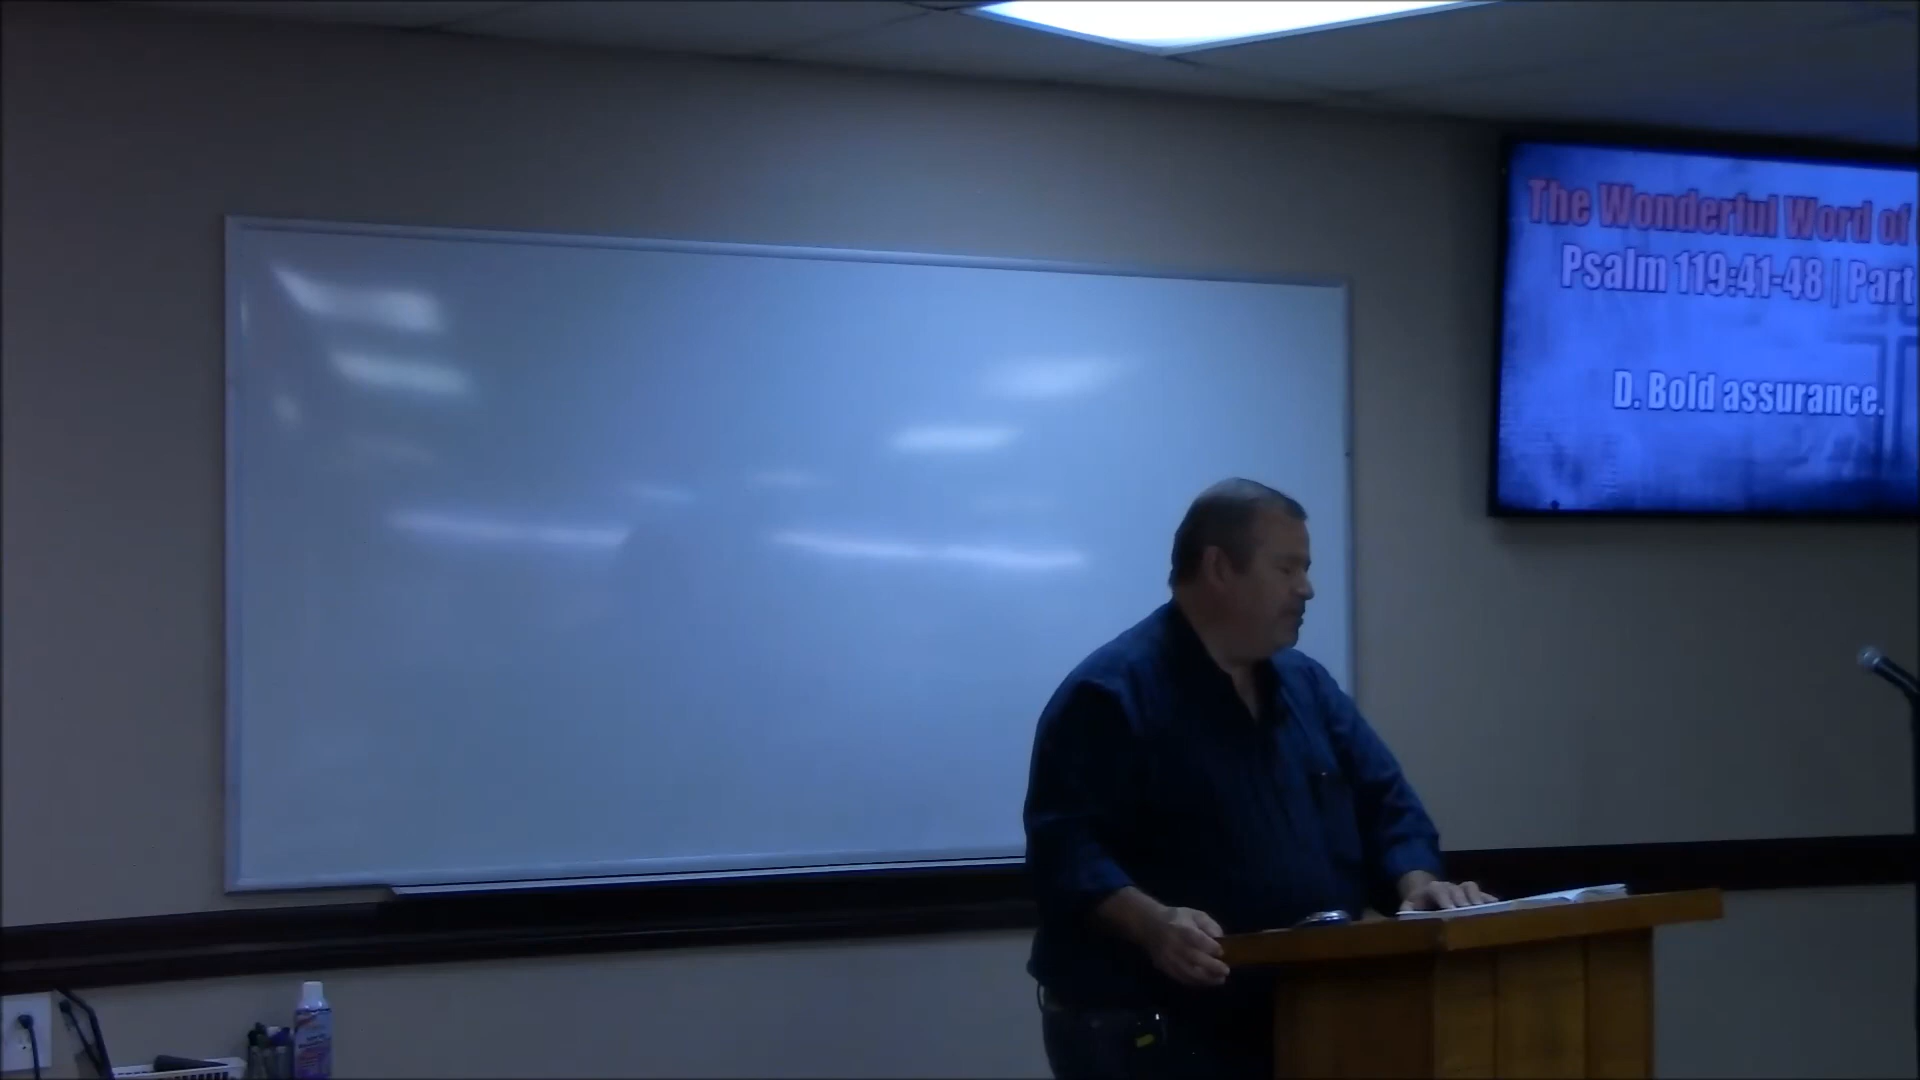 The Wonderful Word of
Psalm 119:41-48 | Part
D. Bold assurance.